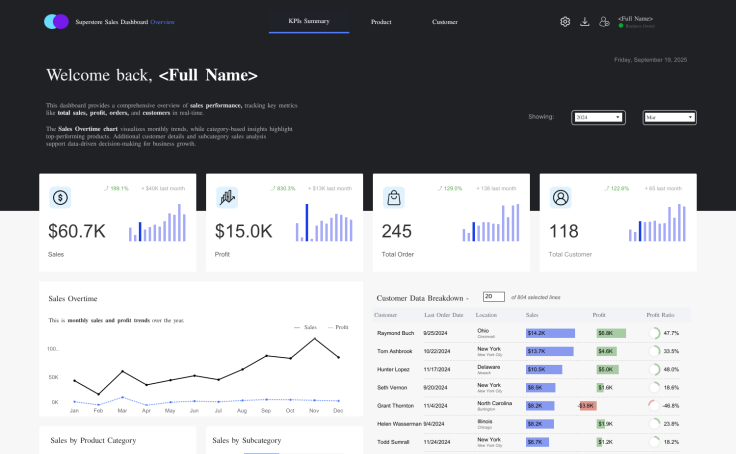 Superstore Sales Dashboard Overview
KPIs Summary
Product
Customer
<Full Name>
Business Owner
Friday, September 19, 2025
Welcome back, <Full Name>
This dashboard provides a comprehensive overview of sales performance, tracking key metrics
like total sales, profit, orders, and customers in real-time.
The Sales Overtime chart visualizes monthly trends, while category-based insights highlight
top-performing products. Additional customer details and subcategory sales analysis
support data-driven decision-making for business growth.
Showing:
2024
Mar
199.1%
+ $40K last month
$60.7K
Sales
830.3%
+ $13K last month
$15.0K
Profit
+ 138 last month
245
Total Order
122.6%
+ 65 last month
118
Total Customer
Sales Overtime
This is monthly sales and profit trends over the year.
Sales
Profit
100..
50K
0K
Jan Feb Mar Apr May Jun Jul Aug Sep Oct Nov Dec
Customer Data Breakdown -
20
of 894 selected lines
Customer Last Order Date Location Sales Profit Profit Ratio
Raymond Buch 9/25/2024 Ohio $14.2K $6.8K 47.7%
Cincinnati
Tom Ashbrook 10/22/2024 New York $13.7K $4.6K 33.5%
New York City
Hunter Lopez 11/17/2024 Delaware $10.5K $5.0K 48.0%
Newark
Seth Vernon 9/20/2024 New York $8.5K $1.6K 18.6%
New York City
Grant Thornton 11/4/2024 North Carolina $8.2K -$3.8K -46.8%
Burlington
Helen Wasserman 9/4/2024 Illinois $8.2K $1.9K 23.8%
Chicago
Todd Sumrall 11/24/2024 New York $6.7K $1.2K 18.2%
New York City
Sales by Product Category
Sales by Subcategory